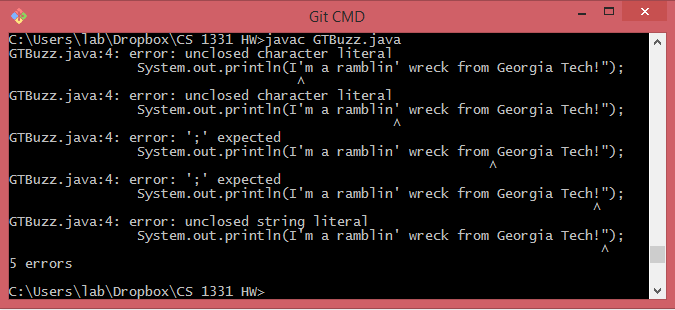 Git CMD
C:\Users\lab\Dropbox\CS 1331 HW>javac GTBuzz.java
GTBuzz.java:4: error: unclosed character literal
                System.out.println(I'm a ramblin' wreck from Georgia Tech!");
                                    ^
GTBuzz.java:4: error: unclosed character literal
                System.out.println(I'm a ramblin' wreck from Georgia Tech!");
                                                ^
GTBuzz.java:4: error: ';' expected
                System.out.println(I'm a ramblin' wreck from Georgia Tech!");
                                                            ^
GTBuzz.java:4: error: ';' expected
                System.out.println(I'm a ramblin' wreck from Georgia Tech!");
                                                                         ^
GTBuzz.java:4: error: unclosed string literal
                System.out.println(I'm a ramblin' wreck from Georgia Tech!");
                                                                          ^
5 errors
C:\Users\lab\Dropbox\CS 1331 HW>